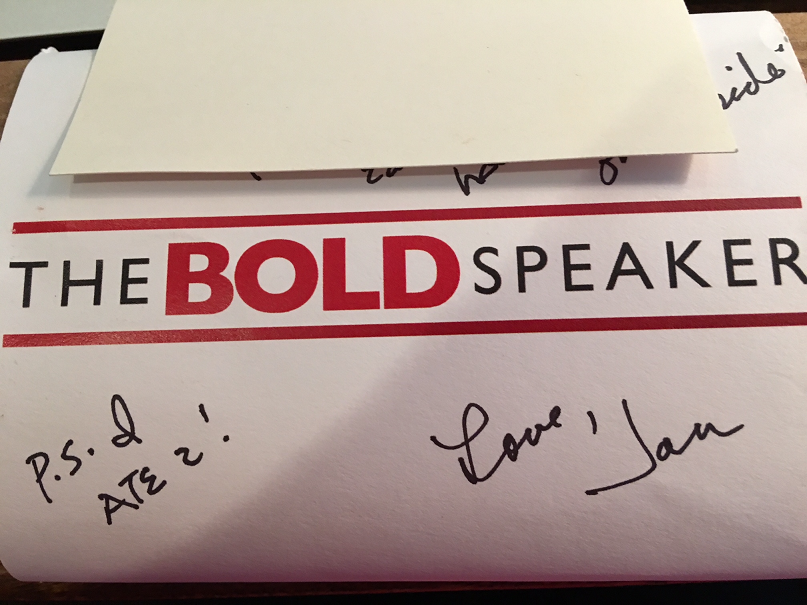 THE BOLD SPEAKER
P.S. I
ATE 2!
Love, Jan